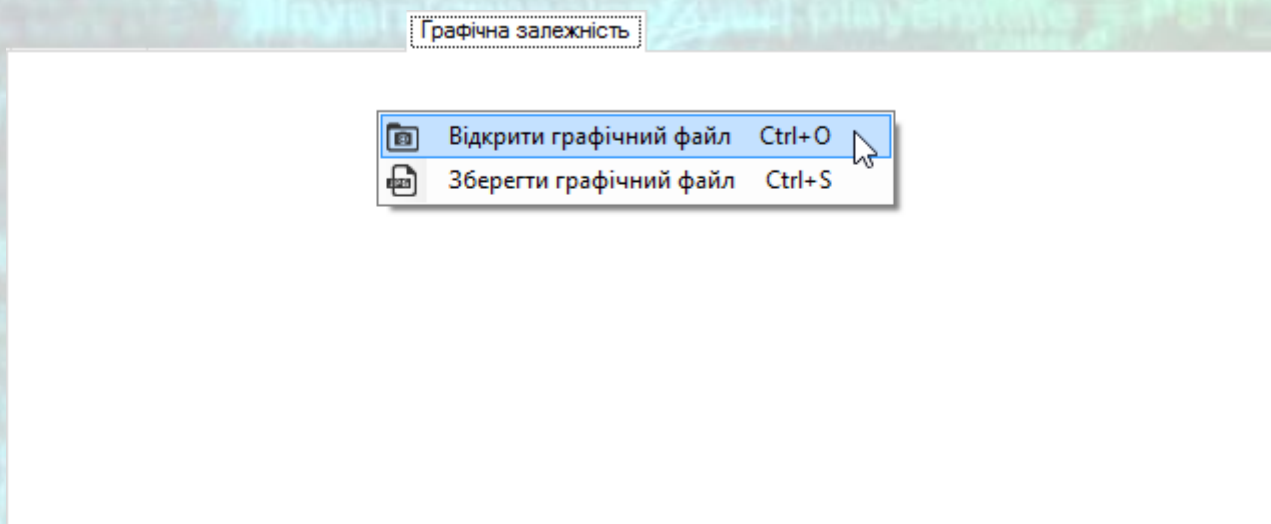 Графічна залежність
Відкрити графічний файл Ctrl+O
Зберегти графічний файл Ctrl+S